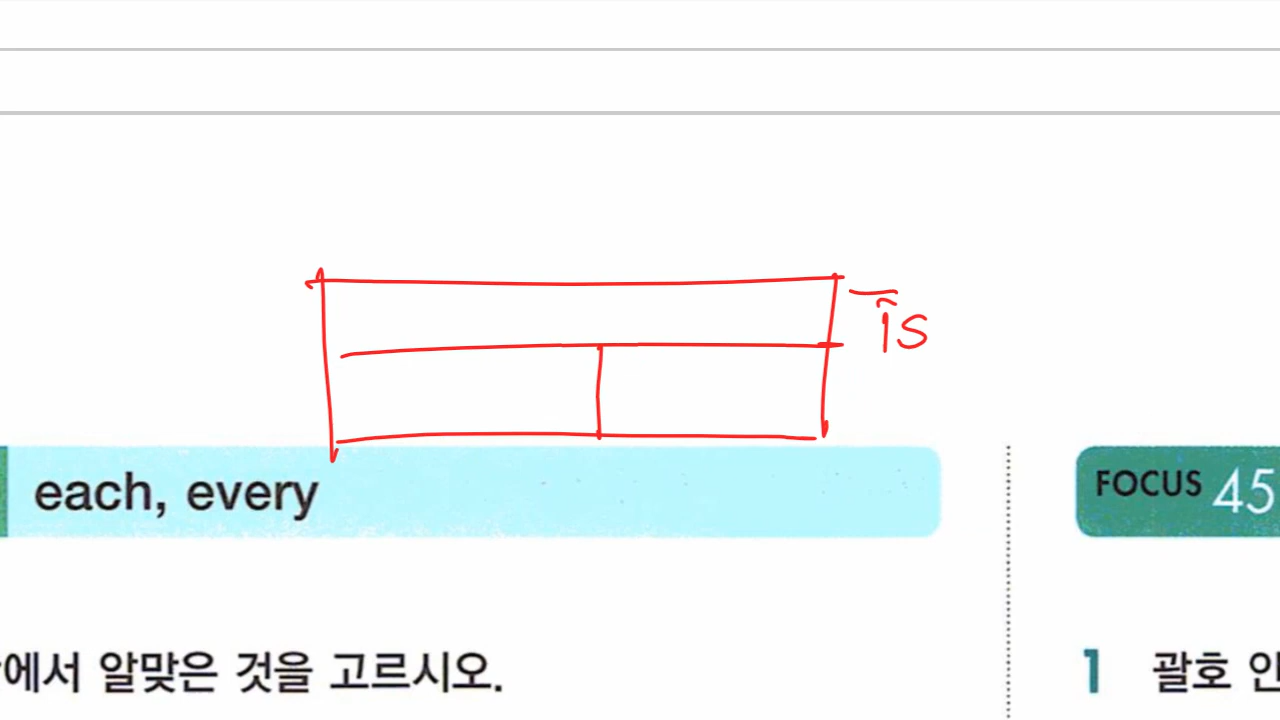 is
each, every
FOCUS 45
에서 알맞은 것을 고르시오.
1 괄호 안